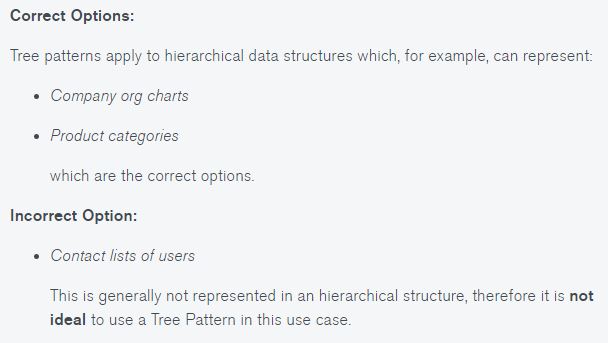 Correct Options:
Tree patterns apply to hierarchical data structures which, for example, can represent:
• Company org charts
• Product categories
which are the correct options.
Incorrect Option:
• Contact lists of users
This is generally not represented in an hierarchical structure, therefore it is not
ideal to use a Tree Pattern in this use case.